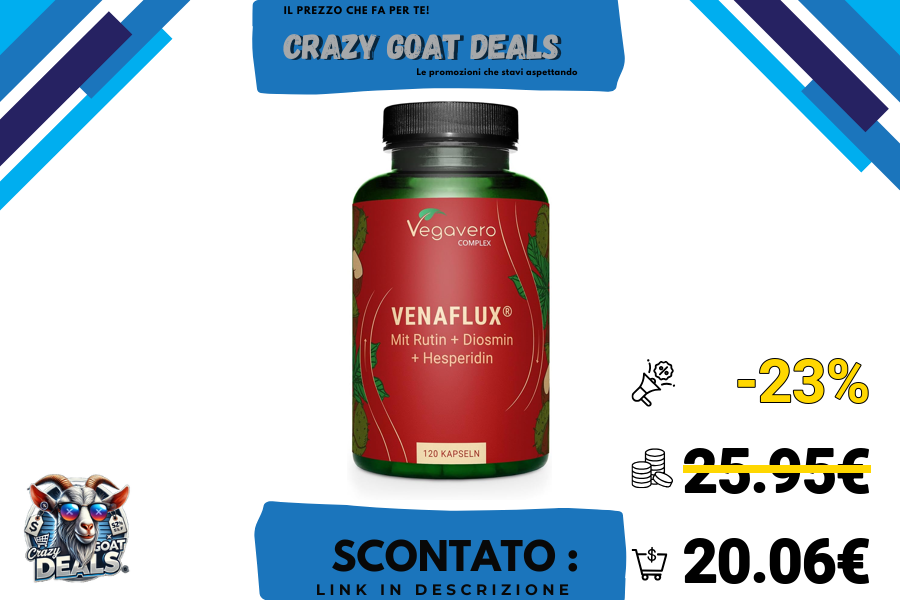 IL PREZZO CHE FA PER TE!
CRAZY GOAT DEALS
Le promozioni che stavi aspettando
Vegavero
COMPLEX
VENAFLUX®
Mit Rutin + Diosmin
+ Hesperidin
120 KAPSELN
-23%
25.95€
20.06€
SCONTATO :
LINK IN DESCRIZIONE
Crazy
GOAT
DEALS